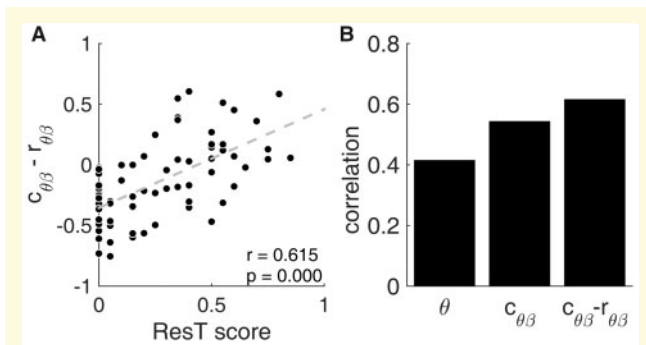 A
c_θβ - r_θβ
1
0.5
0
-0.5
-1
r = 0.615
p = 0.000
0
0.5
1
ResT score
B
correlation
0.8
0.6
0.4
0.2
0
θ
c_θβ
c_θβ-r_θβ